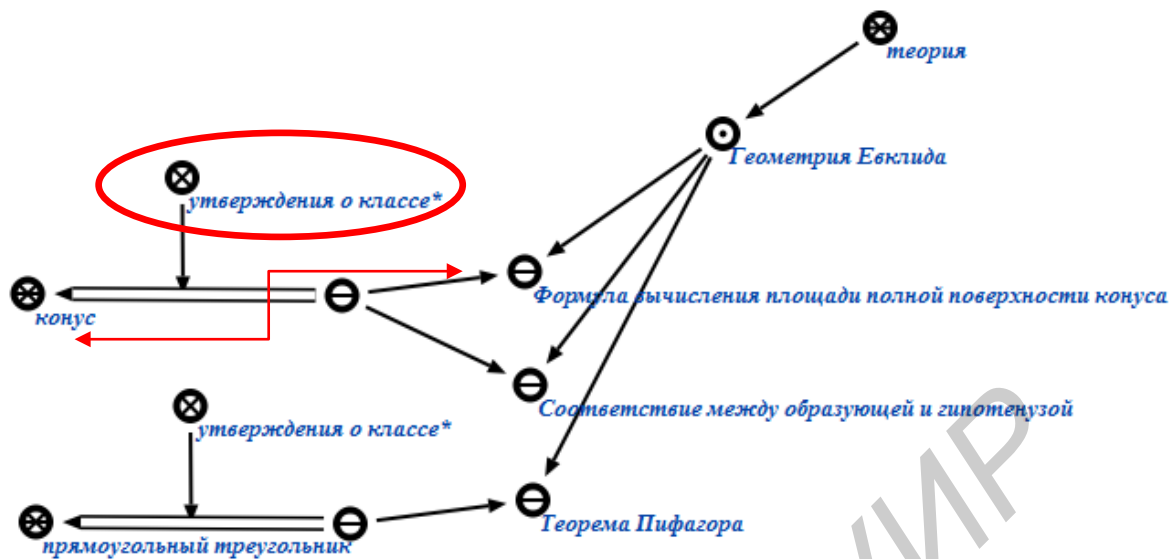 теория
Геометрия Евклида
утверждения о классе*
конус
Формула вычисления площади полной поверхности конуса
Соответствие между образующей и гипотенузой
утверждения о классе*
Теорема Пифагора
прямоугольный треугольник
УИР